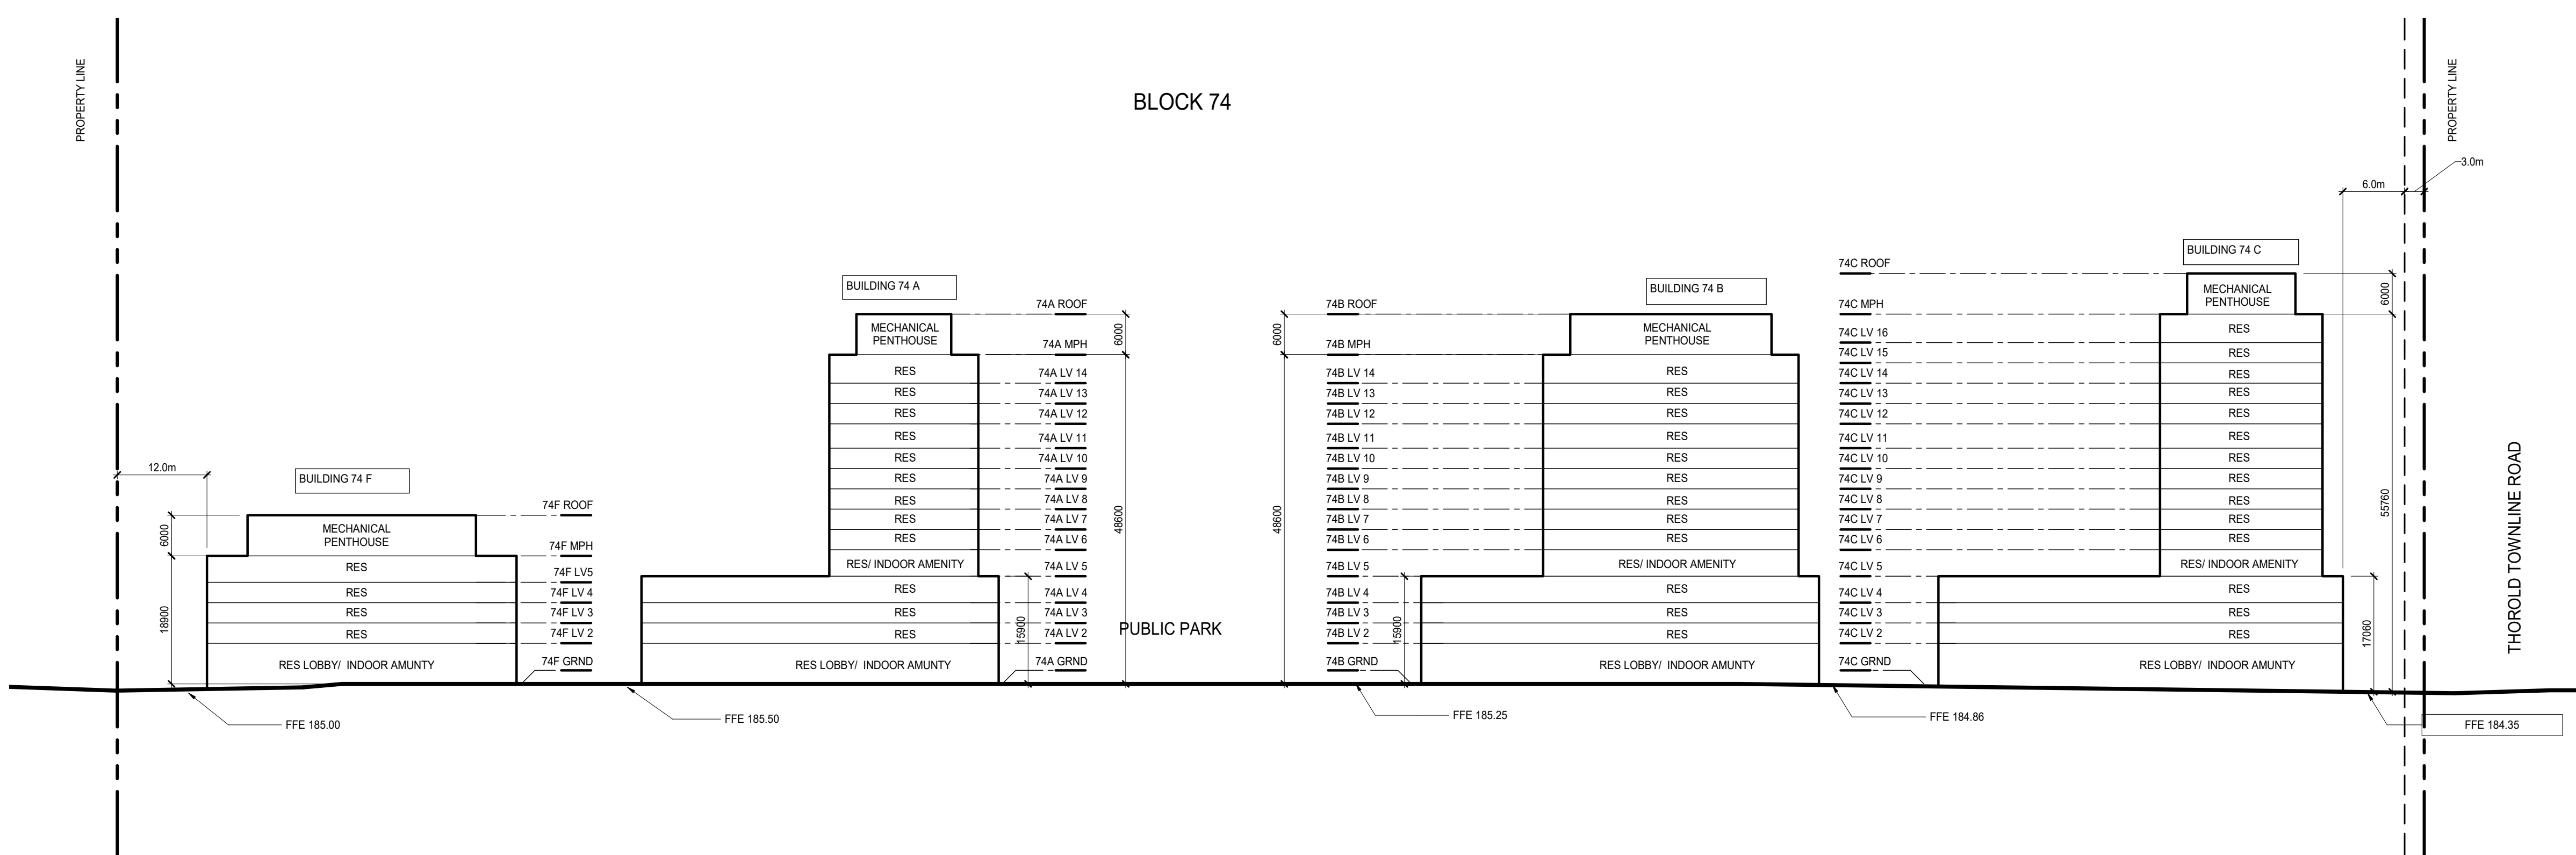 BLOCK 74
PROPERTY LINE
PROPERTY LINE
3.0m
6.0m
12.0m
THOROLD TOWNLINE ROAD
PUBLIC PARK
BUILDING 74 F
MECHANICAL
PENTHOUSE
RES
RES
RES
RES
RES LOBBY/ INDOOR AMUNTY
6000
18900
74F ROOF
74F MPH
74F LV5
74F LV 4
74F LV 3
74F LV 2
74F GRND
BUILDING 74 A
MECHANICAL
PENTHOUSE
RES
RES
RES
RES
RES
RES
RES
RES
RES
RES/ INDOOR AMENITY
RES
RES
RES
RES LOBBY/ INDOOR AMUNTY
74A ROOF
74A MPH
74A LV 14
74A LV 13
74A LV 12
74A LV 11
74A LV 10
74A LV 9
74A LV 8
74A LV 7
74A LV 6
74A LV 5
74A LV 4
74A LV 3
74A LV 2
74A GRND
6000
48600
15900
6000
48600
15900
74B ROOF
74B MPH
74B LV 14
74B LV 13
74B LV 12
74B LV 11
74B LV 10
74B LV 9
74B LV 8
74B LV 7
74B LV 6
74B LV 5
74B LV 4
74B LV 3
74B LV 2
74B GRND
BUILDING 74 B
MECHANICAL
PENTHOUSE
RES
RES
RES
RES
RES
RES
RES
RES
RES
RES/ INDOOR AMENITY
RES
RES
RES
RES LOBBY/ INDOOR AMUNTY
74C ROOF
74C MPH
74C LV 16
74C LV 15
74C LV 14
74C LV 13
74C LV 12
74C LV 11
74C LV 10
74C LV 9
74C LV 8
74C LV 7
74C LV 6
74C LV 5
74C LV 4
74C LV 3
74C LV 2
74C GRND
BUILDING 74 C
MECHANICAL
PENTHOUSE
RES
RES
RES
RES
RES
RES
RES
RES
RES
RES
RES
RES/ INDOOR AMENITY
RES
RES
RES
RES LOBBY/ INDOOR AMUNTY
6000
55760
17060
FFE 185.00
FFE 185.50
FFE 185.25
FFE 184.86
FFE 184.35